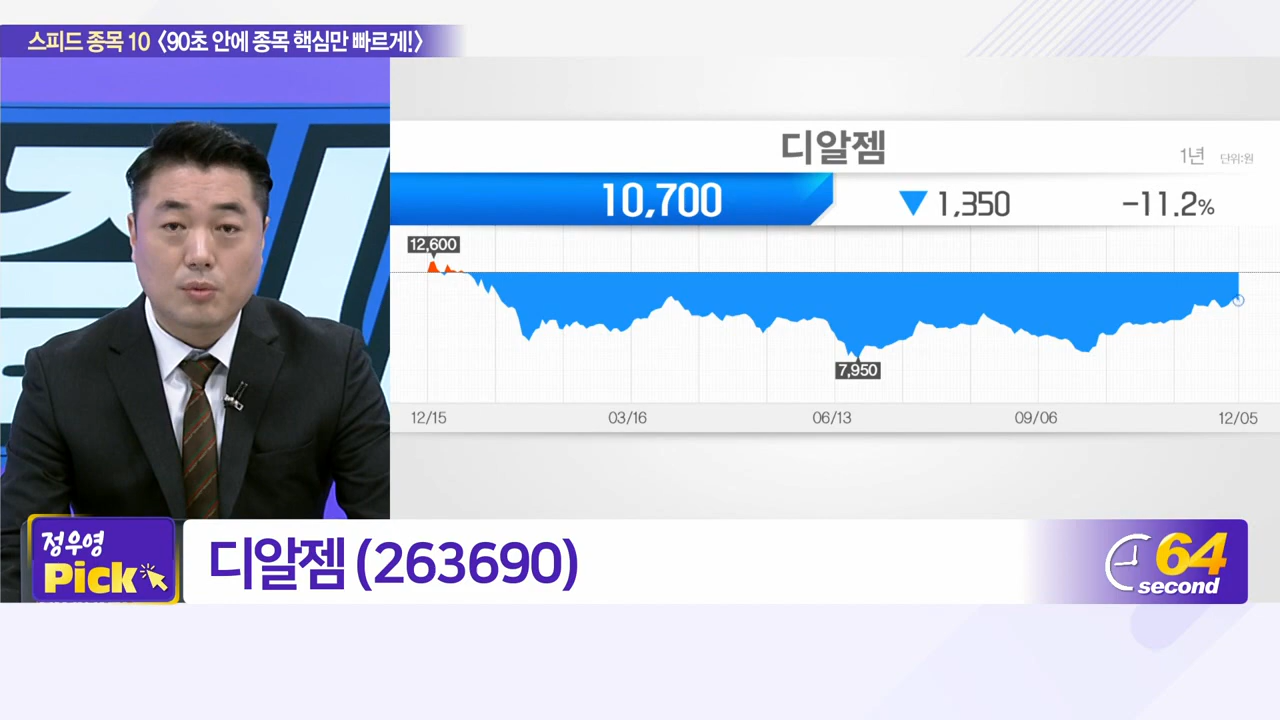 스피드 종목 10 〈90초 안에 종목 핵심만 빠르게!〉
디알젬
1년 단위:원
10,700 ▼ 1,350 -11.2%
12,600
7,950
12/15 03/16 06/13 09/06 12/05
정우영
Pick
디알젬 (263690)
64
second